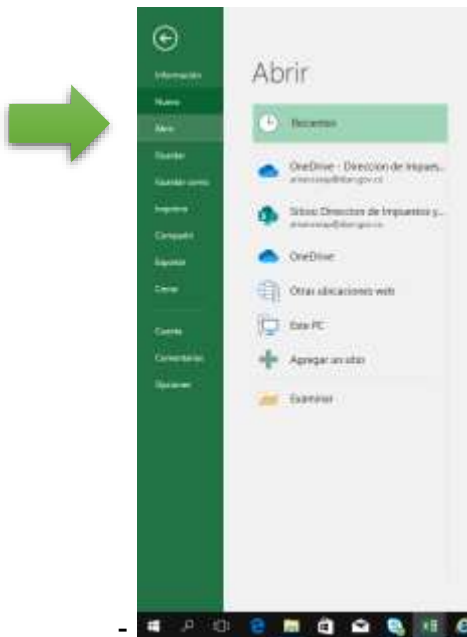 Abrir
Información
Nuevo
Abrir
Guardar
Guardar como
Imprimir
Compartir
Exportar
Cerrar
Cuenta
Comentarios
Opciones
Recientes
OneDrive - Direccion de Impues...
Sitios: Direccion de Impuestos y...
OneDrive
Otras ubicaciones web
Este PC
Agregar un sitio
Examinar
-